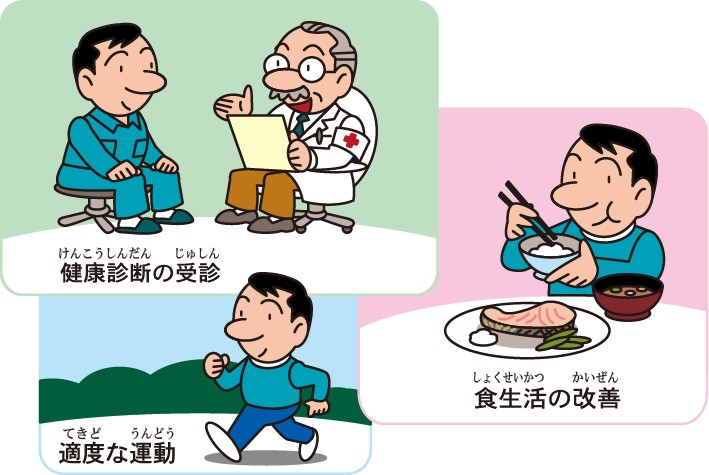 けんこうしんだん じゅしん
健康診断の受診
しょくせいかつ かいぜん
食生活の改善
てきど うんどう
適度な運動